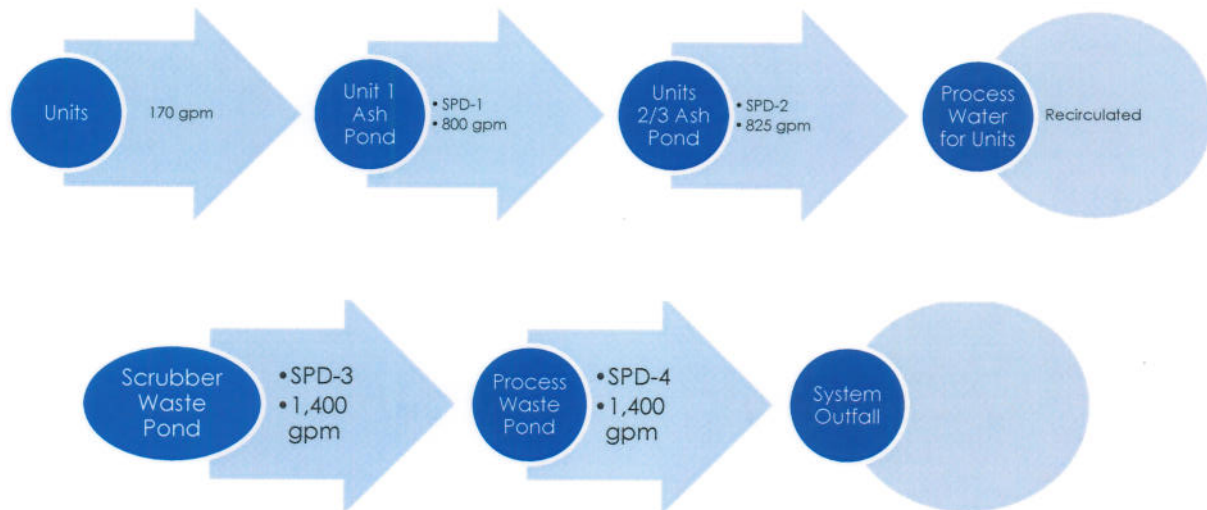 Units
170 gpm
Unit 1
Ash
Pond
• SPD-1
• 800 gpm
Units
2/3 Ash
Pond
• SPD-2
• 825 gpm
Process
Water
for Units
Recirculated
Scrubber
Waste
Pond
•SPD-3
•1,400
gpm
Process
Waste
Pond
•SPD-4
•1,400
gpm
System
Outfall